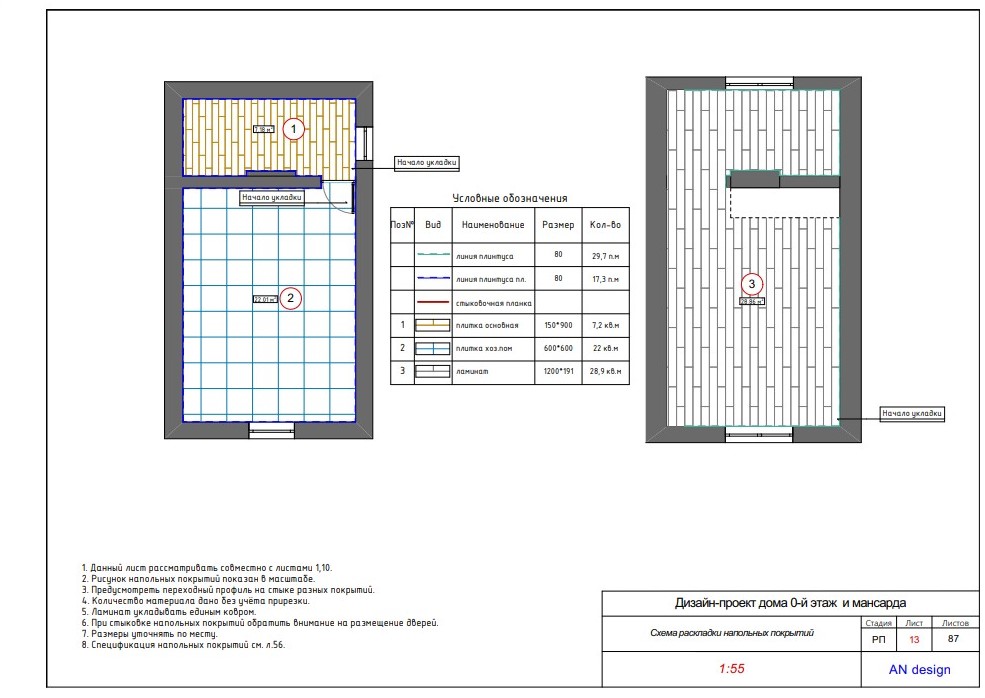 7,18 м²
1
Начало укладки
Начало укладки
22.01 м²
2
3
28.86 м²
Начало укладки
Условные обозначения
Поз№ Вид Наименование Размер Кол-во
линия плинтуса 80 29,7 п.м
линия плинтуса пл. 80 17,3 п.м
стыковочная планка
1 плитка основная 150*900 7,2 кв.м
2 плитка хоз.пом 600*600 22 кв.м
3 ламинат 1200*191 28,9 кв.м
1. Данный лист рассматривать совместно с листами 1,10.
2. Рисунок напольных покрытий показан в масштабе.
3. Предусмотреть переходный профиль на стыке разных покрытий.
4. Количество материала дано без учёта прирезки.
5. Ламинат укладывать единым ковром.
6. При стыковке напольных покрытий обратить внимание на размещение дверей.
7. Размеры уточнять по месту.
8. Спецификация напольных покрытий см. л.56.
Дизайн-проект дома 0-й этаж и мансарда
Схема раскладки напольных покрытий
Стадия Лист Листов
РП 13 87
1:55
AN design